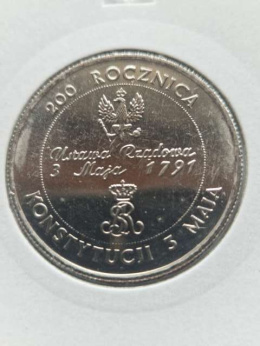 200 ROCZNICA
Ustawa Rządowa
3 Maja 1791
KONSTYTUCJI 3 MAJA